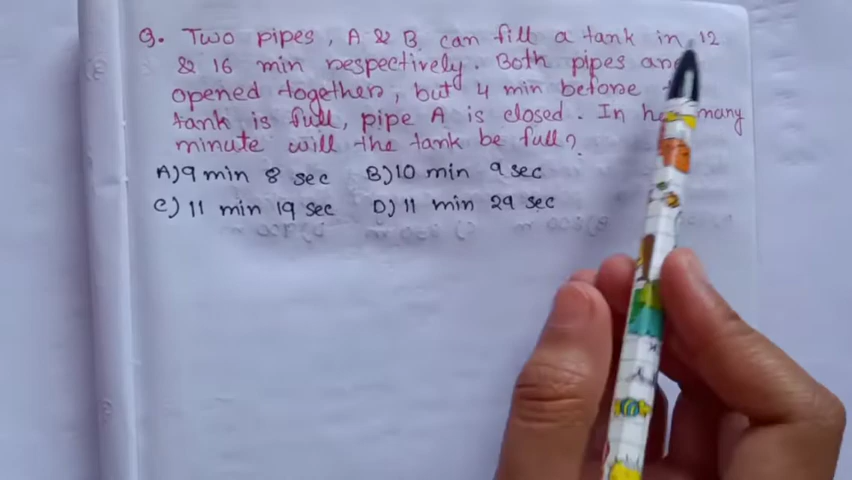 Q. Two pipes, A & B can fill a tank in 12
& 16 min respectively. Both pipes are
opened together, but 4 min before
tank is full, pipe A is closed. In how many
minute will the tank be full?
A) 9 min 8 sec B) 10 min 9 sec
C) 11 min 19 sec D) 11 min 29 sec